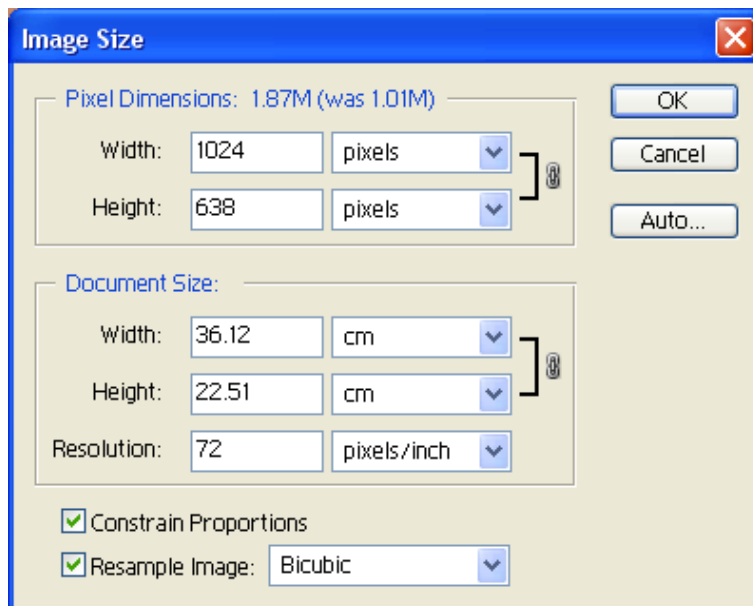 Image Size
Pixel Dimensions: 1.87M (was 1.01M)
OK
Width: 1024 pixels
Cancel
Height: 638 pixels
Auto...
Document Size:
Width: 36.12 cm
Height: 22.51 cm
Resolution: 72 pixels/inch
Constrain Proportions
Resample Image: Bicubic